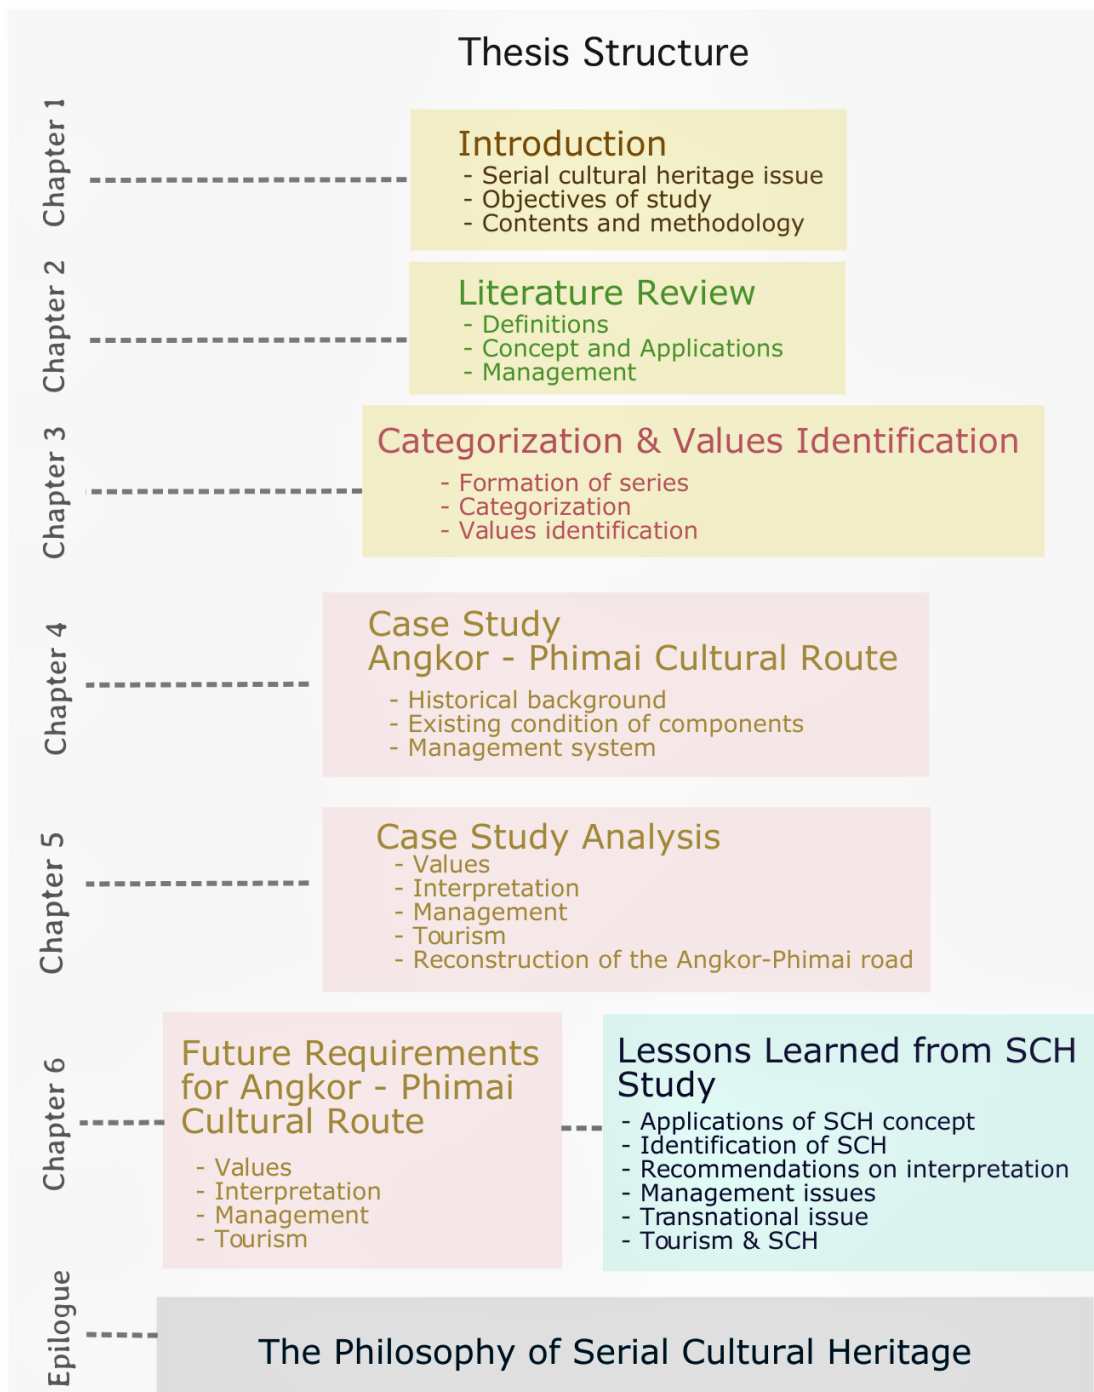 Thesis Structure
Chapter 1
Introduction
- Serial cultural heritage issue
- Objectives of study
- Contents and methodology
Chapter 2
Literature Review
- Definitions
- Concept and Applications
- Management
Chapter 3
Categorization & Values Identification
- Formation of series
- Categorization
- Values identification
Chapter 4
Case Study
Angkor - Phimai Cultural Route
- Historical background
- Existing condition of components
- Management system
Chapter 5
Case Study Analysis
- Values
- Interpretation
- Management
- Tourism
- Reconstruction of the Angkor-Phimai road
Chapter 6
Future Requirements
for Angkor - Phimai
Cultural Route
- Values
- Interpretation
- Management
- Tourism
Lessons Learned from SCH
Study
- Applications of SCH concept
- Identification of SCH
- Recommendations on interpretation
- Management issues
- Transnational issue
- Tourism & SCH
Epilogue
The Philosophy of Serial Cultural Heritage